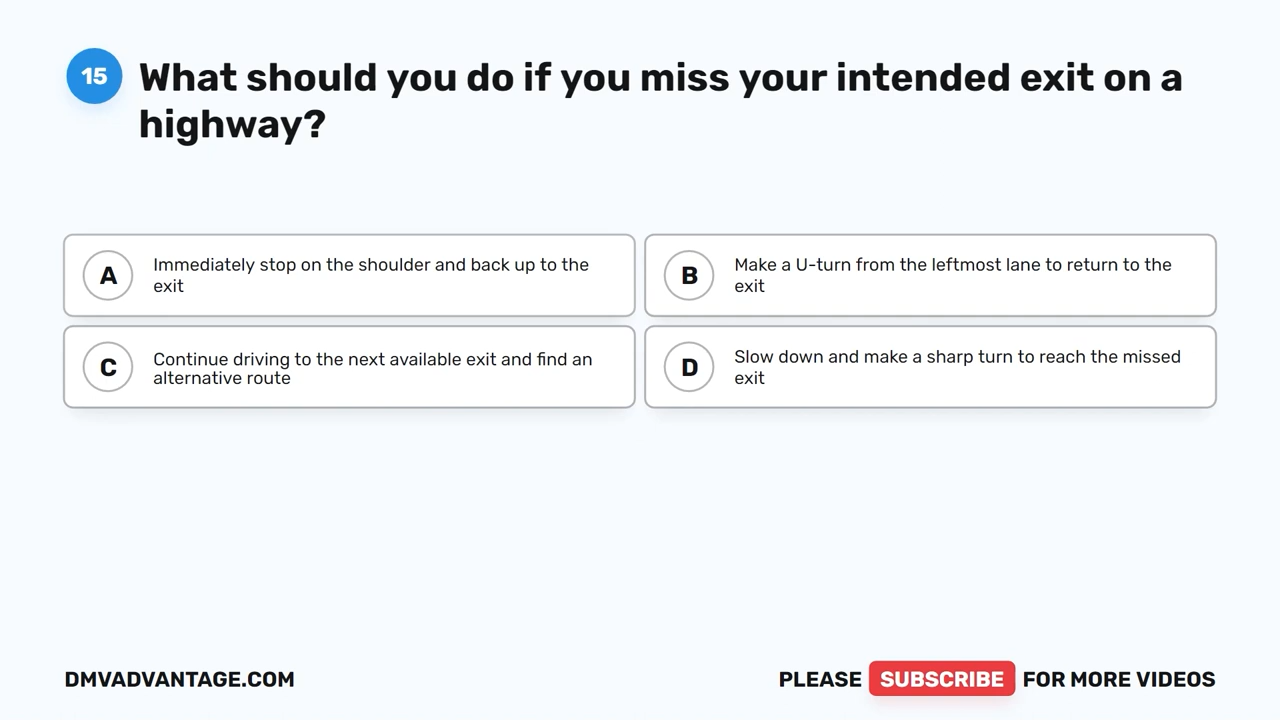 15
What should you do if you miss your intended exit on a
highway?
A
Immediately stop on the shoulder and back up to the
exit
B
Make a U-turn from the leftmost lane to return to the
exit
C
Continue driving to the next available exit and find an
alternative route
D
Slow down and make a sharp turn to reach the missed
exit
DMVADVANTAGE.COM
PLEASE SUBSCRIBE FOR MORE VIDEOS